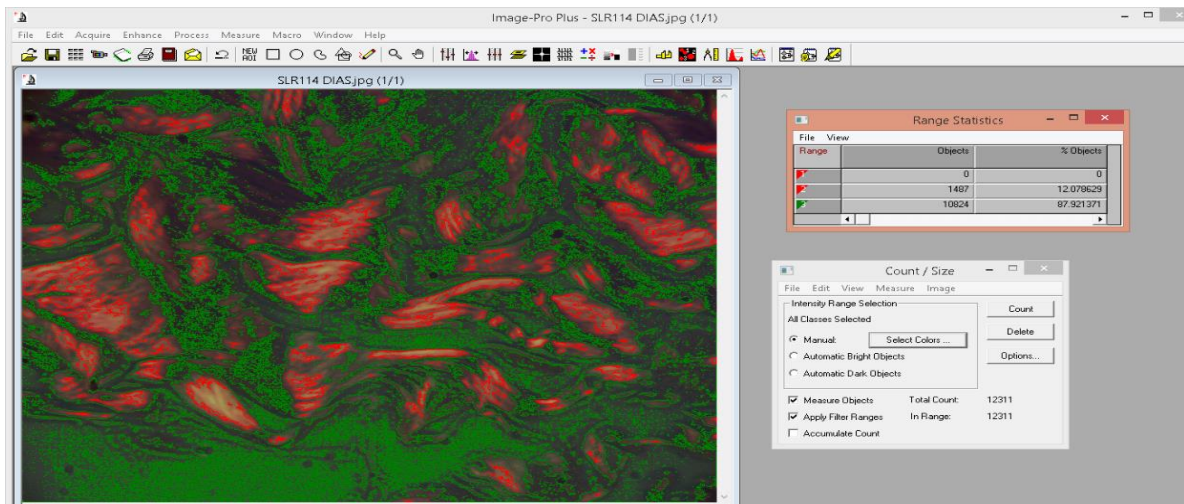 Image-Pro Plus - SLR114 DIAS.jpg (1/1)
File Edit Acquire Enhance Process Measure Macro Window Help
NEW AOI
SLR114 DIAS.jpg (1/1)
Range Statistics
File View
Range Objects % Objects
0 0
1487 12.078629
10824 87.921371
Count / Size
File Edit View Measure Image
Intensity Range Selection
All Classes Selected
Count
Manual: Select Colors ...
Delete
Automatic Bright Objects
Options...
Automatic Dark Objects
Measure Objects Total Count: 12311
Apply Filter Ranges In Range: 12311
Accumulate Count